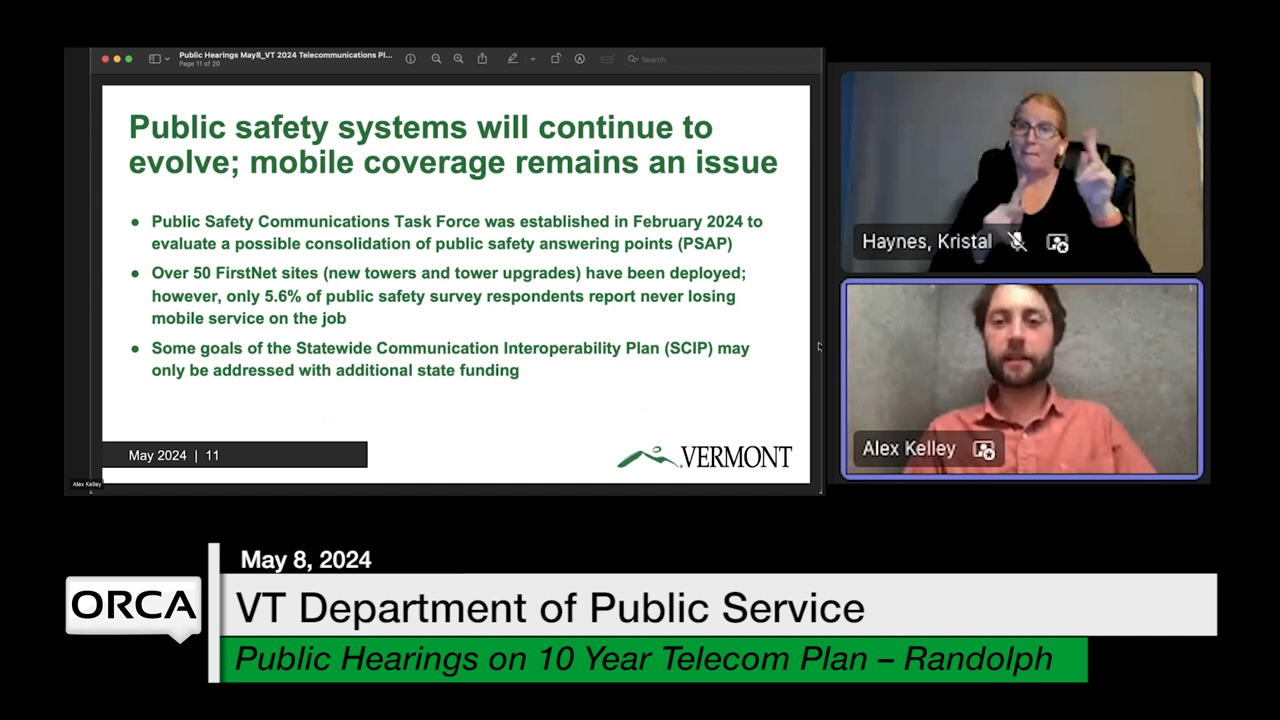 Public Hearings May8_VT 2024 Telecommunications Pl...
Page 11 of 20
Search
Public safety systems will continue to
evolve; mobile coverage remains an issue
● Public Safety Communications Task Force was established in February 2024 to
evaluate a possible consolidation of public safety answering points (PSAP)
● Over 50 FirstNet sites (new towers and tower upgrades) have been deployed;
however, only 5.6% of public safety survey respondents report never losing
mobile service on the job
● Some goals of the Statewide Communication Interoperability Plan (SCIP) may
only be addressed with additional state funding
May 2024 | 11
VERMONT
Alex Kelley
Haynes, Kristal
Alex Kelley
May 8, 2024
ORCA
VT Department of Public Service
Public Hearings on 10 Year Telecom Plan – Randolph